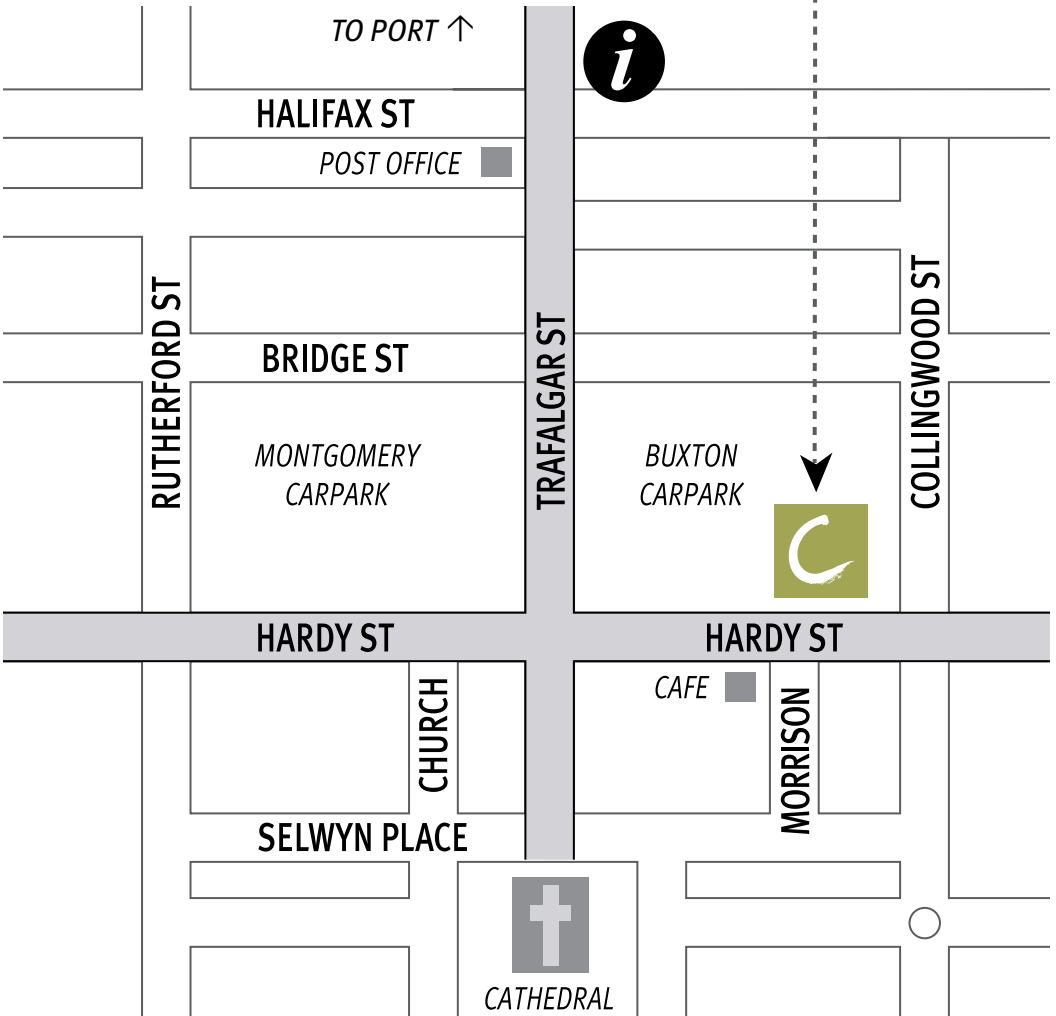 TO PORT ↑
i
HALIFAX ST
POST OFFICE
RUTHERFORD ST
BRIDGE ST
TRAFALGAR ST
COLLINGWOOD ST
MONTGOMERY
CARPARK
BUXTON
CARPARK
C
HARDY ST
HARDY ST
CHURCH
CAFE
MORRISON
SELWYN PLACE
CATHEDRAL